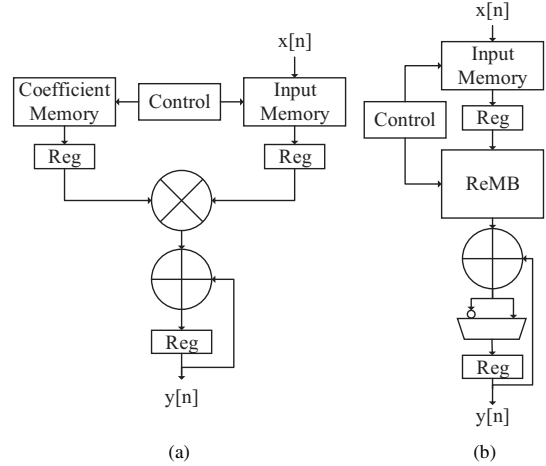 x[n]
Coefficient
Memory
Control
Input
Memory
Reg
Reg
Reg
y[n]
(a)
x[n]
Input
Memory
Control
Reg
ReMB
Reg
y[n]
(b)